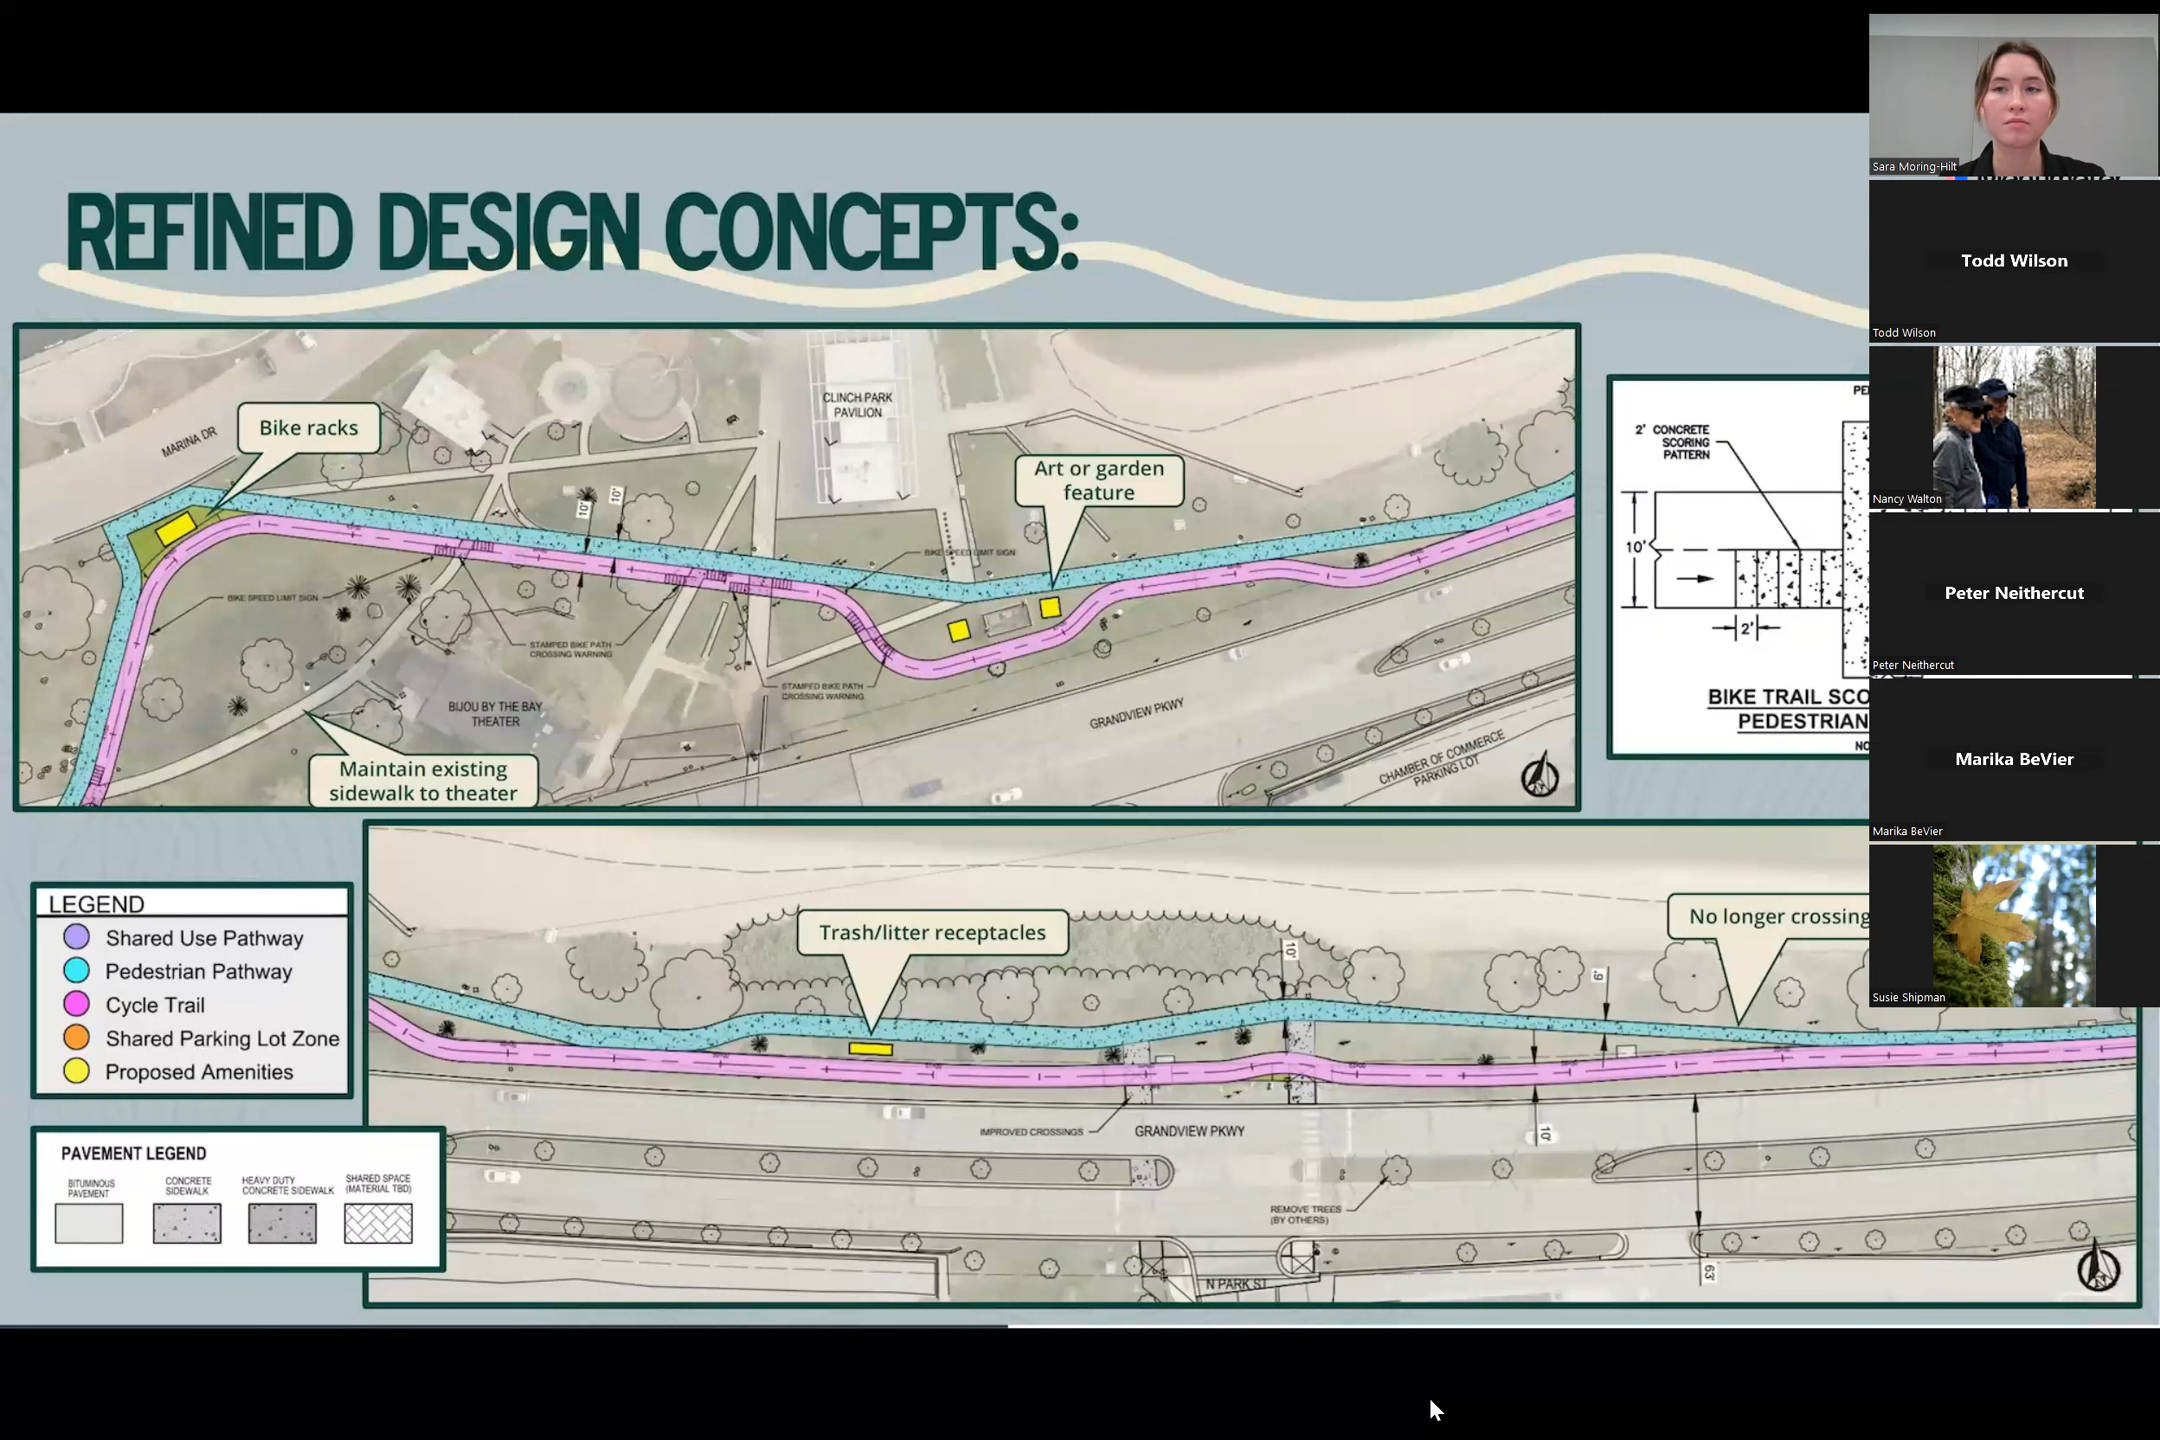 REFINED DESIGN CONCEPTS:
MARINA DR
Bike racks
CLINCH PARK
PAVILION
Art or garden
feature
10'
10'
BIKE SPEED LIMIT SIGN
BIKE SPEED LIMIT SIGN
STAMPED BIKE PATH
CROSSING WARNING
STAMPED BIKE PATH
CROSSING WARNING
BIJOU BY THE BAY
THEATER
GRANDVIEW PKWY
CHAMBER OF COMMERCE
PARKING LOT
Maintain existing
sidewalk to theater
N
2' CONCRETE
SCORING
PATTERN
10'
2'
BIKE TRAIL SCO
PEDESTRIAN
LEGEND
Shared Use Pathway
Pedestrian Pathway
Cycle Trail
Shared Parking Lot Zone
Proposed Amenities
PAVEMENT LEGEND
BITUMINOUS
PAVEMENT
CONCRETE
SIDEWALK
HEAVY DUTY
CONCRETE SIDEWALK
SHARED SPACE
(MATERIAL TBD)
Trash/litter receptacles
No longer crossing
10'
9'
10'
63'
IMPROVED CROSSINGS
GRANDVIEW PKWY
REMOVE TREES
(BY OTHERS)
N PARK ST
N
Sara Moring-Hilt
Todd Wilson
Todd Wilson
Nancy Walton
Peter Neithercut
Peter Neithercut
Marika BeVier
Marika BeVier
Susie Shipman